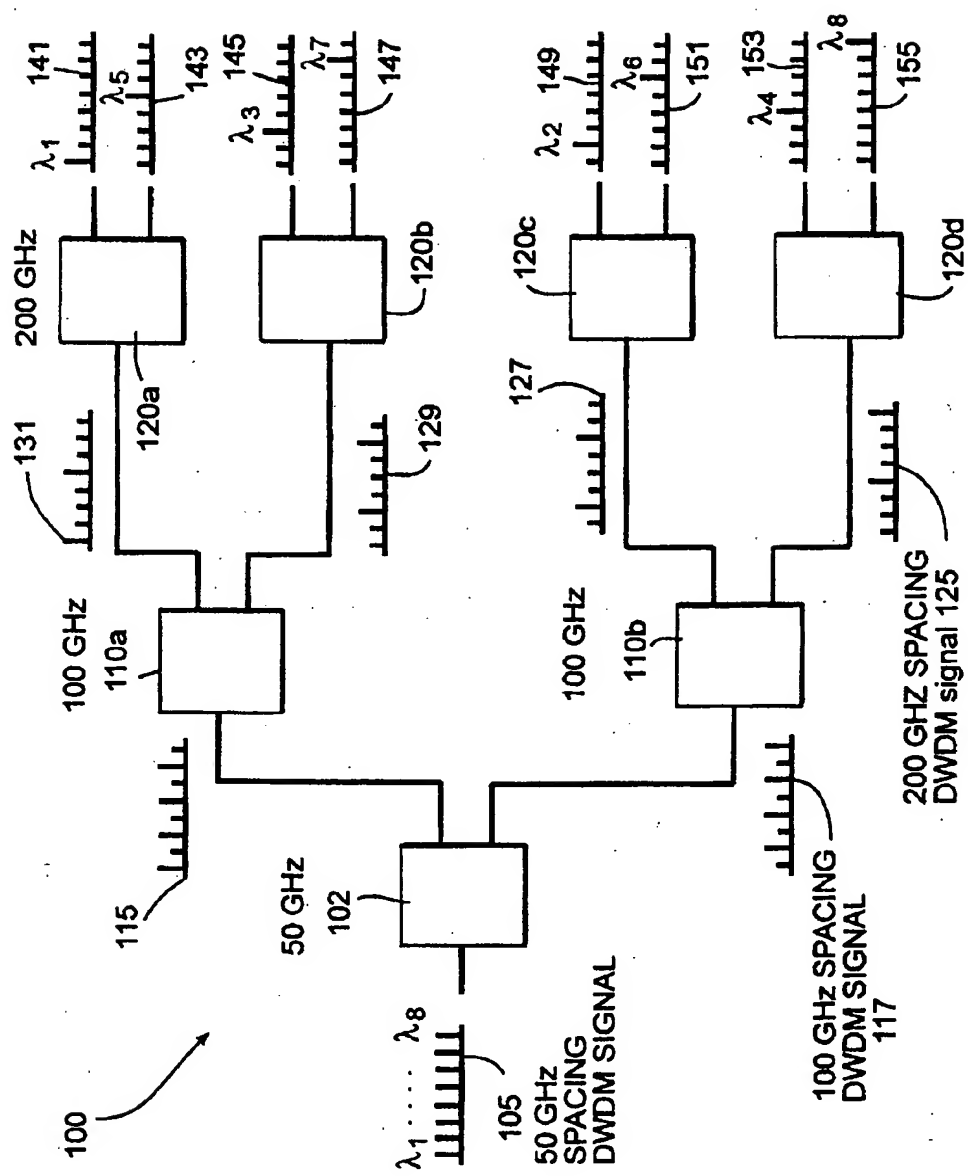 100
λ1 . . . . λ8
105
50 GHz
SPACING
DWDM SIGNAL
50 GHz
102
115
100 GHz SPACING
DWDM SIGNAL
117
100 GHz
110a
100 GHz
110b
131
129
127
200 GHZ SPACING
DWDM signal 125
200 GHz
120a
120b
120c
120d
λ1
141
λ5
143
λ3
145
λ7
147
λ2
149
λ6
151
λ4
153
λ8
155